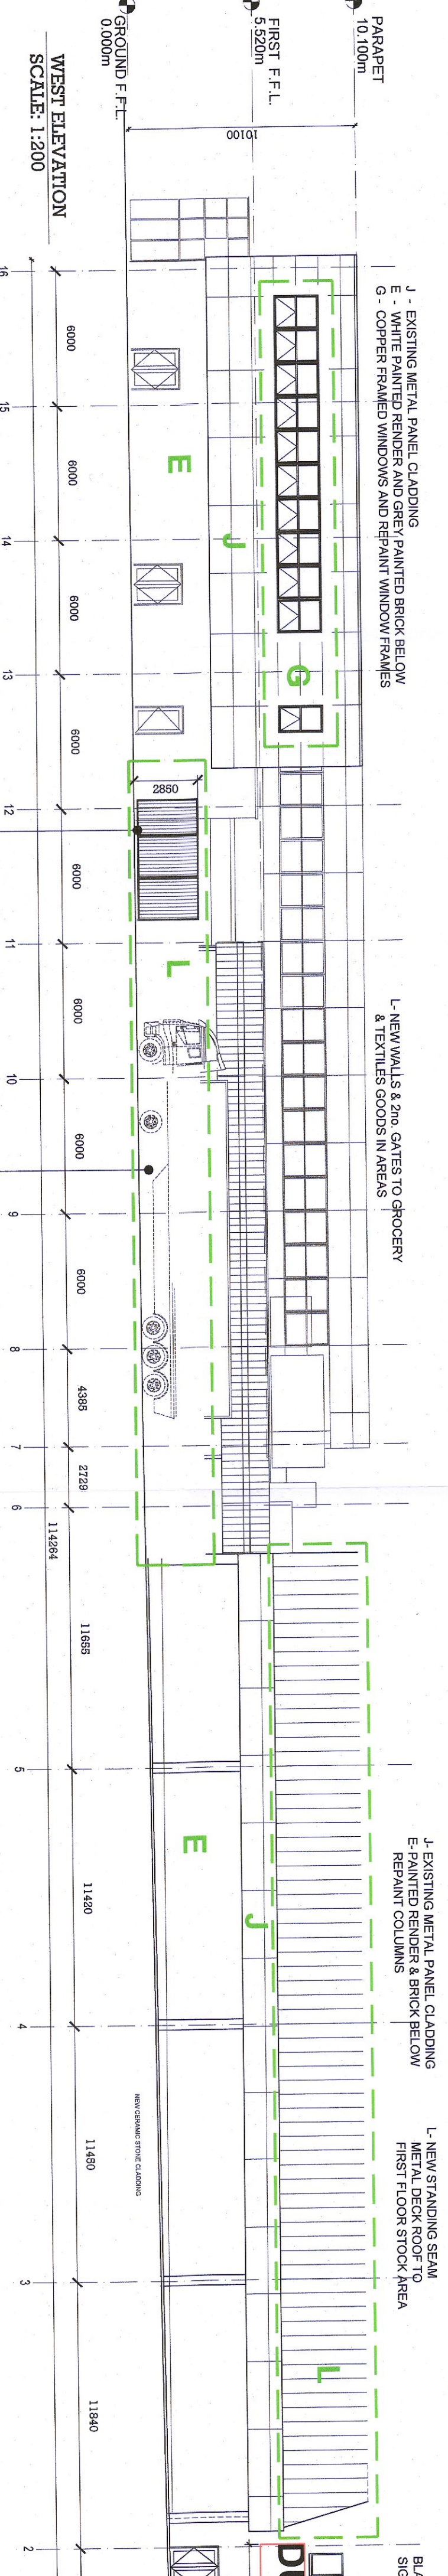 PARAPET
10.100m
FIRST F.F.L.
5.520m
GROUND F.F.L.
0.000m
10100
WEST ELEVATION
SCALE: 1:200
J - EXISTING METAL PANEL CLADDING
E - WHITE PAINTED RENDER AND GREY PAINTED BRICK BELOW
G - COPPER FRAMED WINDOWS AND REPAINT WINDOW FRAMES
L- NEW WALLS & 2no. GATES TO GROCERY
& TEXTILES GOODS IN AREAS
J- EXISTING METAL PANEL CLADDING
E- PAINTED RENDER & BRICK BELOW
REPAINT COLUMNS
L- NEW STANDING SEAM
METAL DECK ROOF TO
FIRST FLOOR STOCK AREA
G
J
E
2850
L
E
J
L
NEW CERAMIC STONE CLADDING
6000
6000
6000
6000
6000
6000
6000
6000
4385
2729
11655
11420
11450
11840
114264
16
15
14
13
12
11
10
9
8
7
6
5
4
3
2